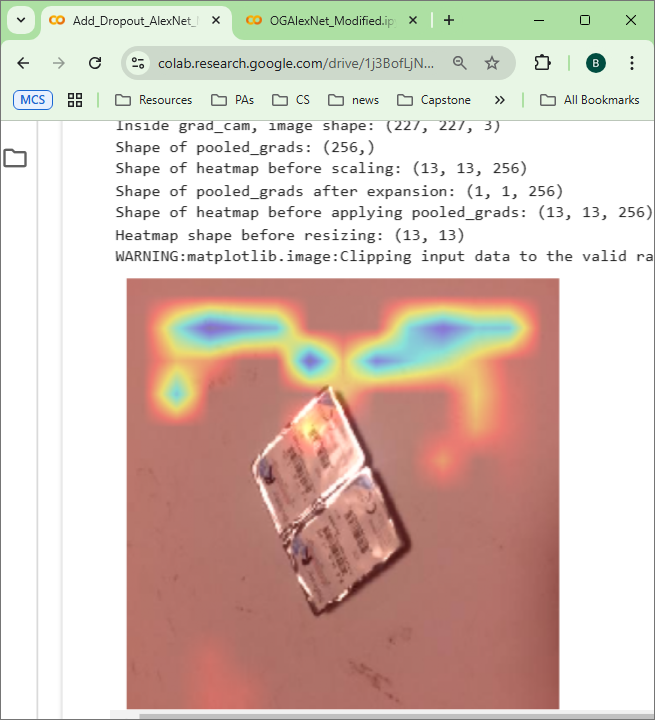 Add_Dropout_AlexNet_
OGAlexNet_Modified.ip
colab.research.google.com/drive/1j3BofLjN...
B
MCS
Resources
PAs
CS
news
Capstone
All Bookmarks
Inside grad_cam, image shape: (227, 227, 3)
Shape of pooled_grads: (256,)
Shape of heatmap before scaling: (13, 13, 256)
Shape of pooled_grads after expansion: (1, 1, 256)
Shape of heatmap before applying pooled_grads: (13, 13, 256)
Heatmap shape before resizing: (13, 13)
WARNING:matplotlib.image:Clipping input data to the valid ra